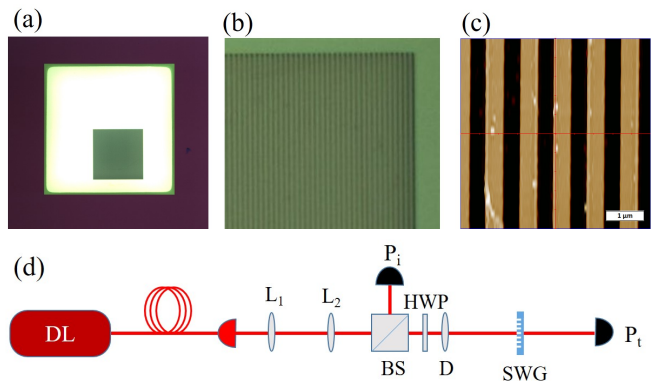 (a)
(b)
(c)
1 µm
(d)
P_i
L_1
L_2
HWP
DL
P_t
BS
D
SWG